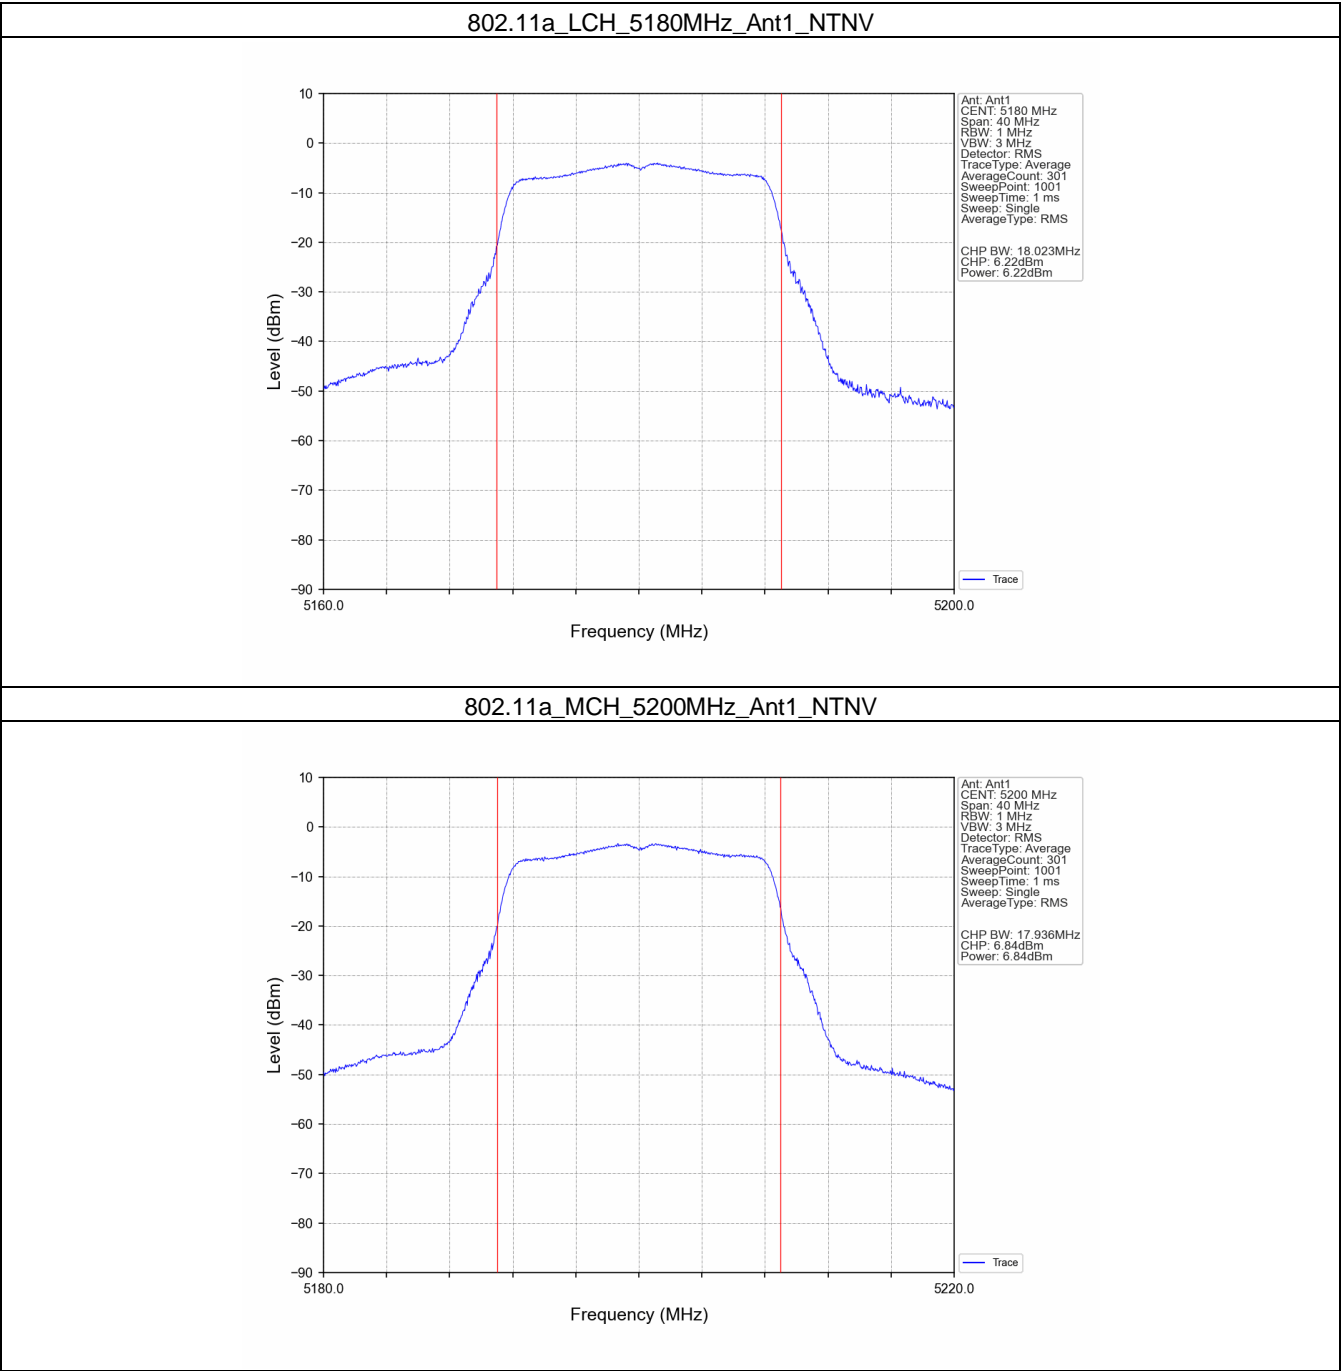 802.11a_LCH_5180MHz_Ant1_NTNV
10
0
−10
−20
−30
−40
−50
−60
−70
−80
−90
Level (dBm)
5160.0
5200.0
Frequency (MHz)
Ant: Ant1
CENT: 5180 MHz
Span: 40 MHz
RBW: 1 MHz
VBW: 3 MHz
Detector: RMS
TraceType: Average
AverageCount: 301
SweepPoint: 1001
SweepTime: 1 ms
Sweep: Single
AverageType: RMS
CHP BW: 18.023MHz
CHP: 6.22dBm
Power: 6.22dBm
Trace
802.11a_MCH_5200MHz_Ant1_NTNV
10
0
−10
−20
−30
−40
−50
−60
−70
−80
−90
Level (dBm)
5180.0
5220.0
Frequency (MHz)
Ant: Ant1
CENT: 5200 MHz
Span: 40 MHz
RBW: 1 MHz
VBW: 3 MHz
Detector: RMS
TraceType: Average
AverageCount: 301
SweepPoint: 1001
SweepTime: 1 ms
Sweep: Single
AverageType: RMS
CHP BW: 17.936MHz
CHP: 6.84dBm
Power: 6.84dBm
Trace